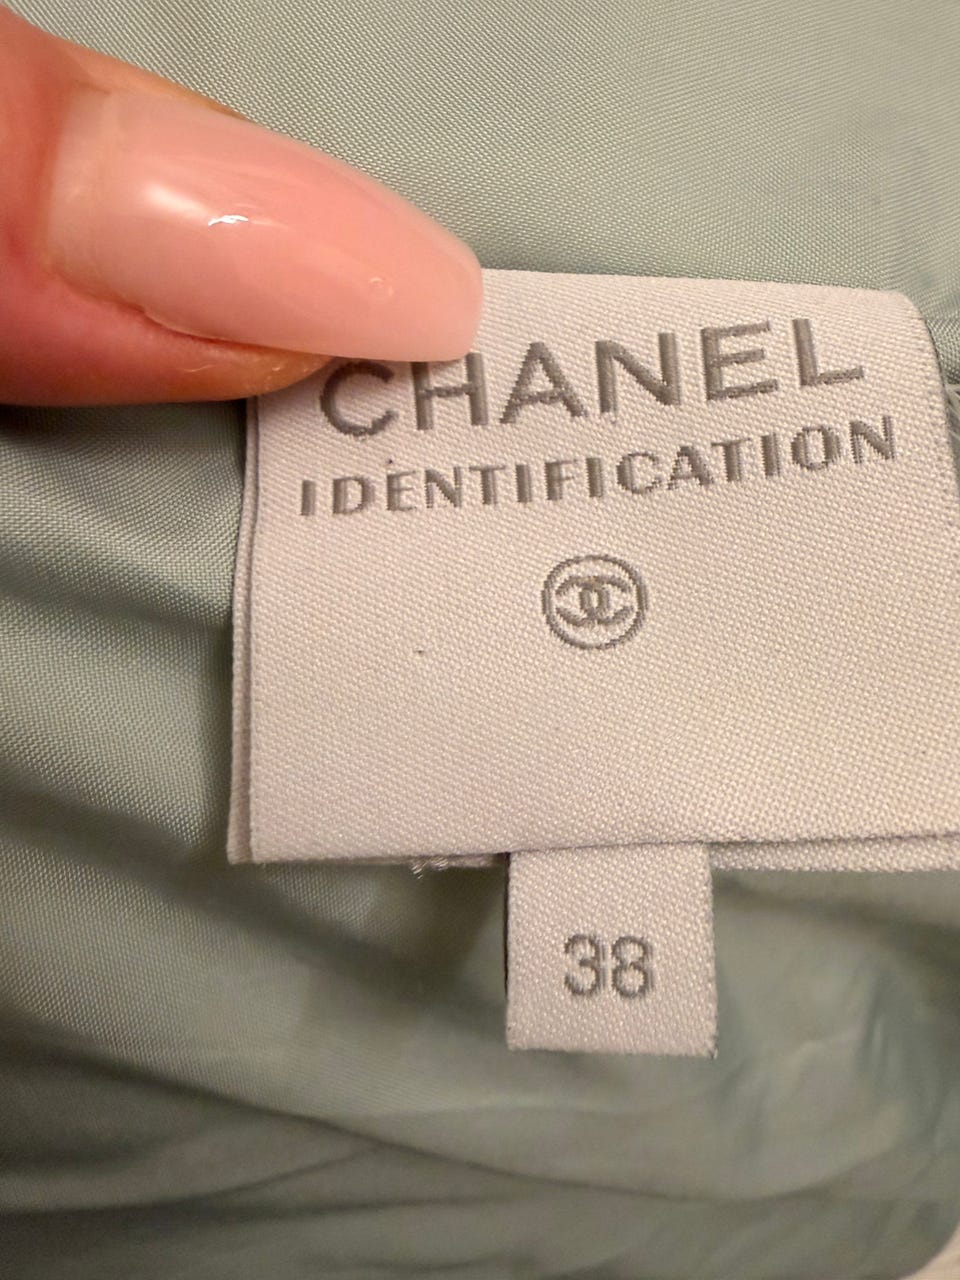 CHANEL
IDENTIFICATION
38